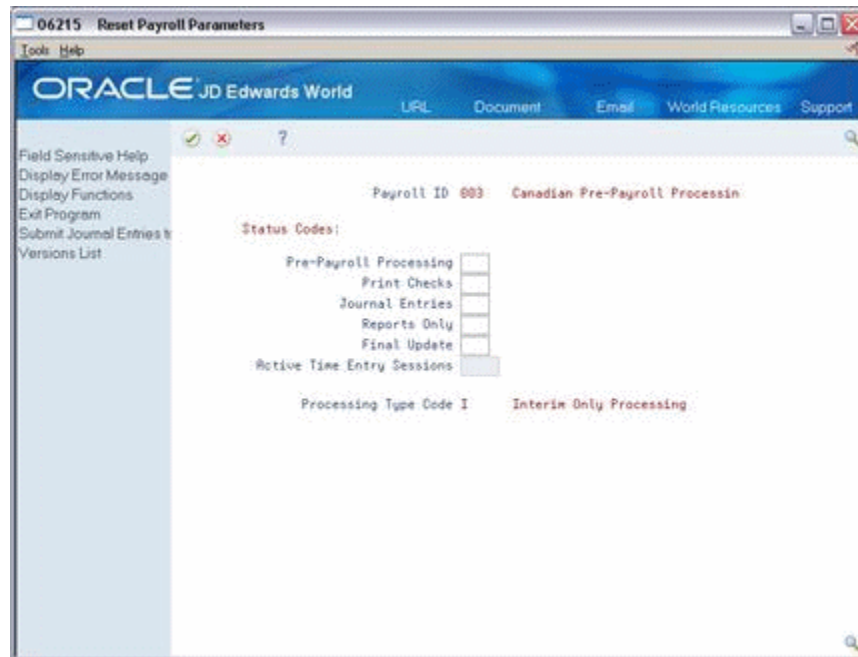 06215 Reset Payroll Parameters
Tools Help
ORACLE JD Edwards World
URL Document Email World Resources Support
?
Field Sensitive Help
Display Error Message
Display Functions
Exit Program
Submit Journal Entries t
Versions List
Payroll ID 003 Canadian Pre-Payroll Processin
Status Codes:
Pre-Payroll Processing
Print Checks
Journal Entries
Reports Only
Final Update
Active Time Entry Sessions
Processing Type Code I Interim Only Processing